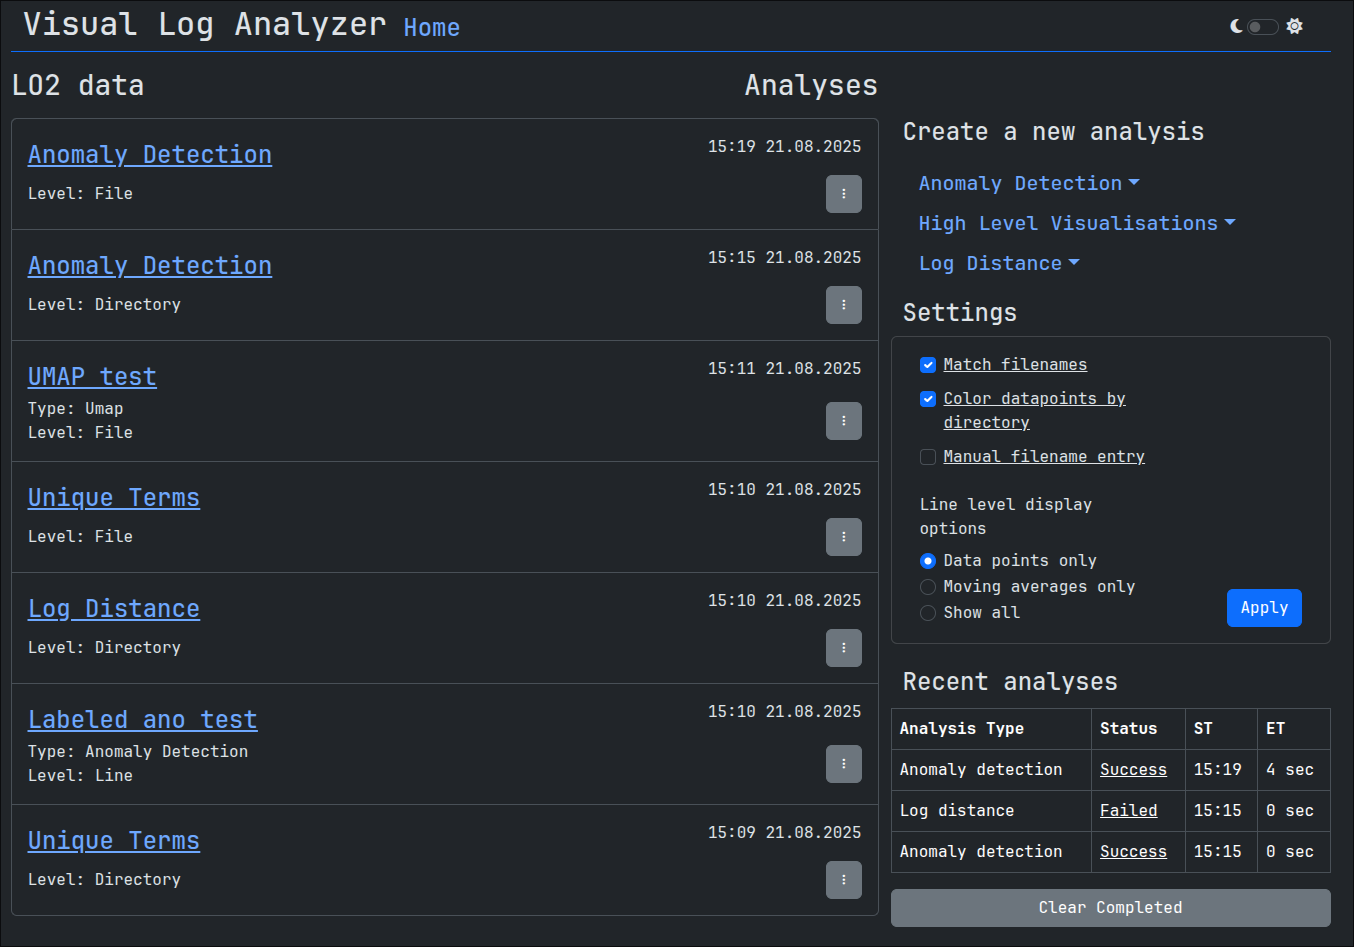 Visual Log Analyzer Home
LO2 data
Analyses
Anomaly Detection
15:19 21.08.2025
Level: File
Anomaly Detection
15:15 21.08.2025
Level: Directory
UMAP test
15:11 21.08.2025
Type: Umap
Level: File
Unique Terms
15:10 21.08.2025
Level: File
Log Distance
15:10 21.08.2025
Level: Directory
Labeled ano test
15:10 21.08.2025
Type: Anomaly Detection
Level: Line
Unique Terms
15:09 21.08.2025
Level: Directory
Create a new analysis
Anomaly Detection
High Level Visualisations
Log Distance
Settings
Match filenames
Color datapoints by
directory
Manual filename entry
Line level display
options
Data points only
Moving averages only
Show all
Apply
Recent analyses
Analysis Type Status ST ET
Anomaly detection Success 15:19 4 sec
Log distance Failed 15:15 0 sec
Anomaly detection Success 15:15 0 sec
Clear Completed